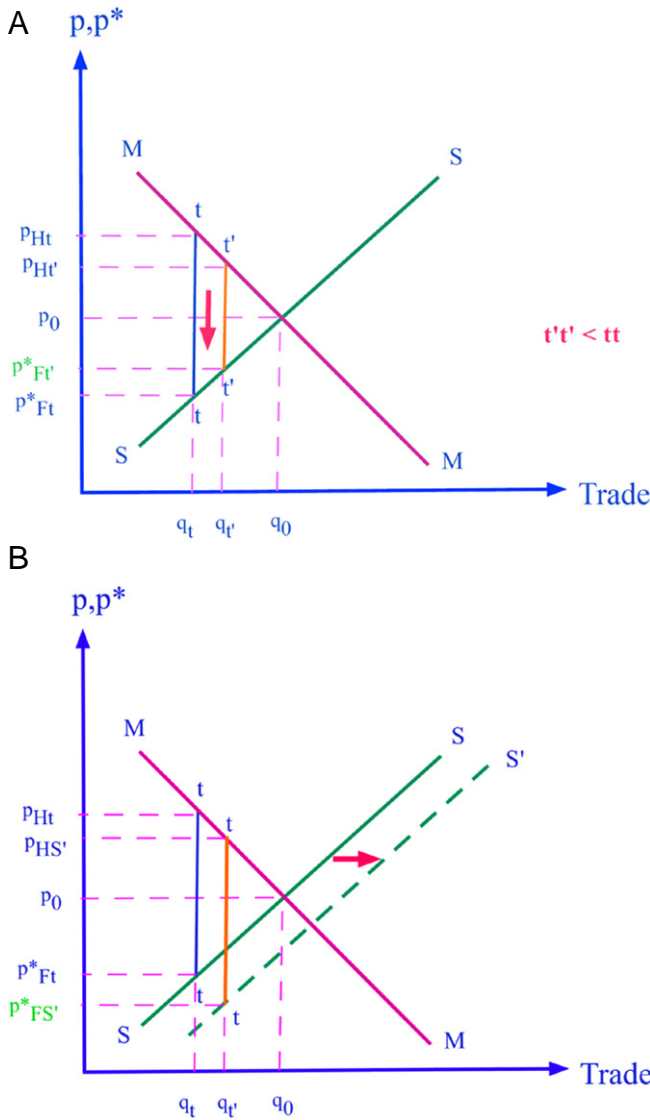 A
p,p*
M
S
t
pHt
t'
pHt'
p0
t't' < tt
p*Ft'
t'
p*Ft
t
S
M
Trade
qt
qt'
q0
B
p,p*
M
S
S'
t
pHt
t
pHS'
p0
p*Ft
t
p*FS'
t
S
M
Trade
qt
qt'
q0